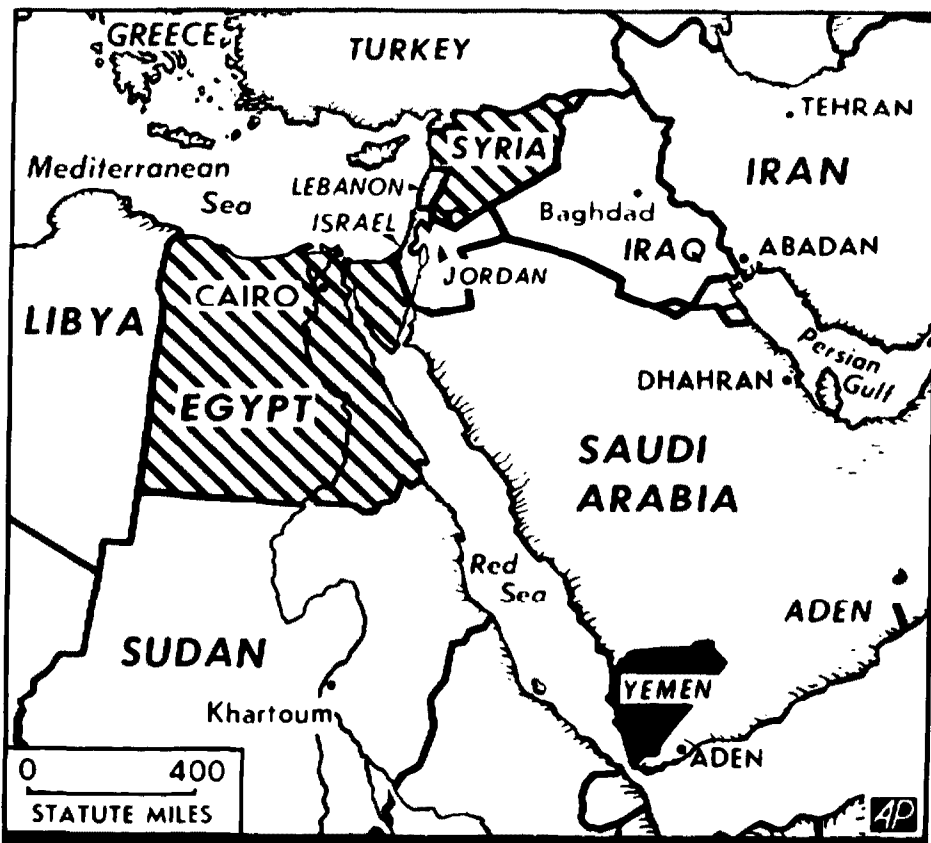 GREECE
TURKEY
TEHRAN
SYRIA
Mediterranean
Sea
IRAN
LEBANON
Baghdad
ISRAEL
IRAQ
ABADAN
JORDAN
CAIRO
LIBYA
Persian
Gulf
DHAHRAN
EGYPT
SAUDI
ARABIA
Red
Sea
ADEN
SUDAN
YEMEN
Khartoum
ADEN
0 400
STATUTE MILES
AP